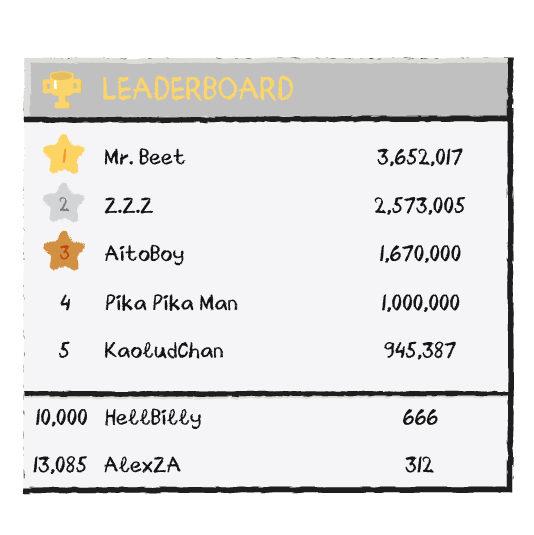 LEADERBOARD
1 Mr. Beet 3,652,017
2 Z.Z.Z 2,573,005
3 AitoBoy 1,670,000
4 Pika Pika Man 1,000,000
5 KaoludChan 945,387
10,000 HellBilly 666
13,085 AlexZA 312